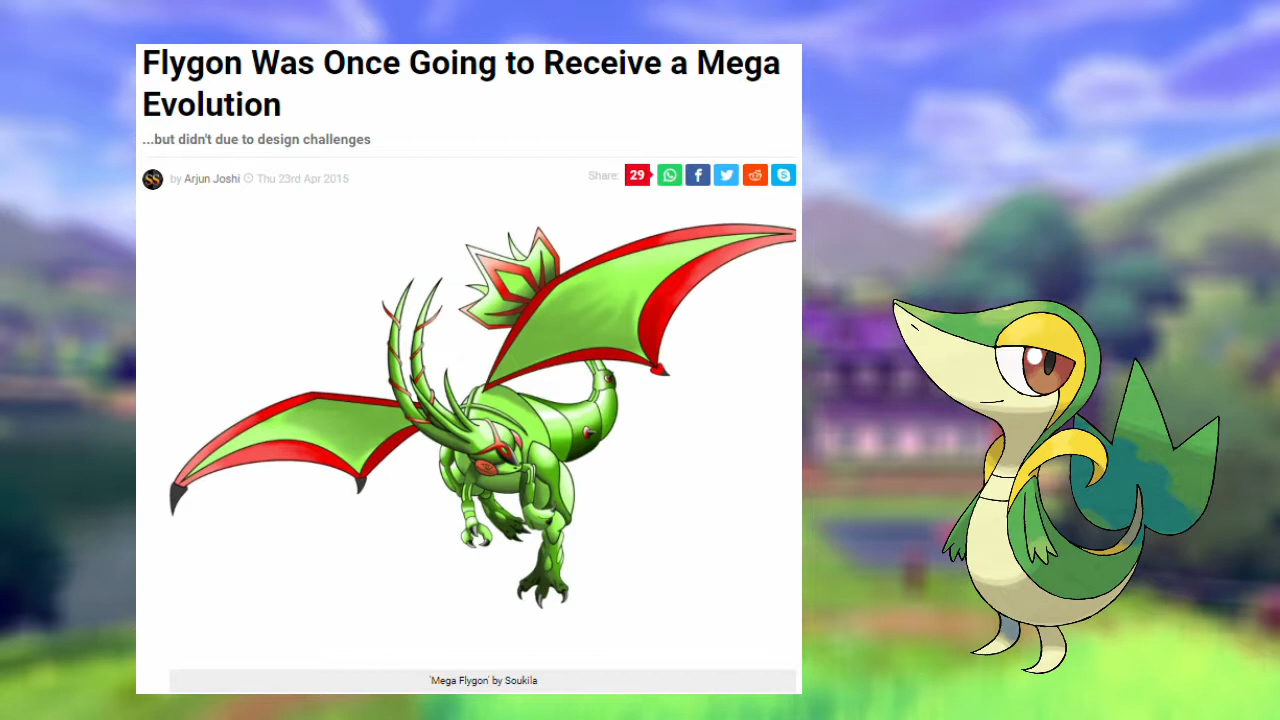 Flygon Was Once Going to Receive a Mega
Evolution
...but didn't due to design challenges
SS by Arjun Joshi Thu 23rd Apr 2015
Share: 29
'Mega Flygon' by Soukila